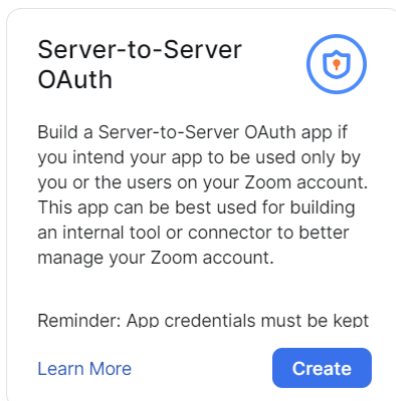 Server-to-Server
OAuth
Build a Server-to-Server OAuth app if
you intend your app to be used only by
you or the users on your Zoom account.
This app can be best used for building
an internal tool or connector to better
manage your Zoom account.
Reminder: App credentials must be kept
Learn More
Create